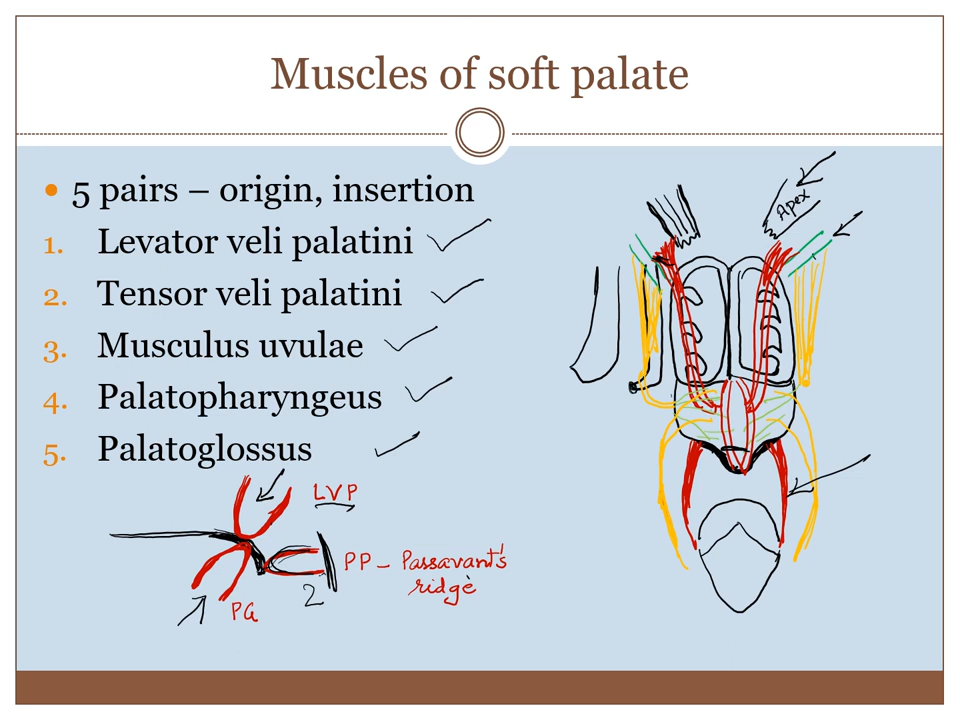 Muscles of soft palate
• 5 pairs – origin, insertion
1. Levator veli palatini
2. Tensor veli palatini
3. Musculus uvulae
4. Palatopharyngeus
5. Palatoglossus
Apex
LVP
PP – Passavant's
ridge
2
PG